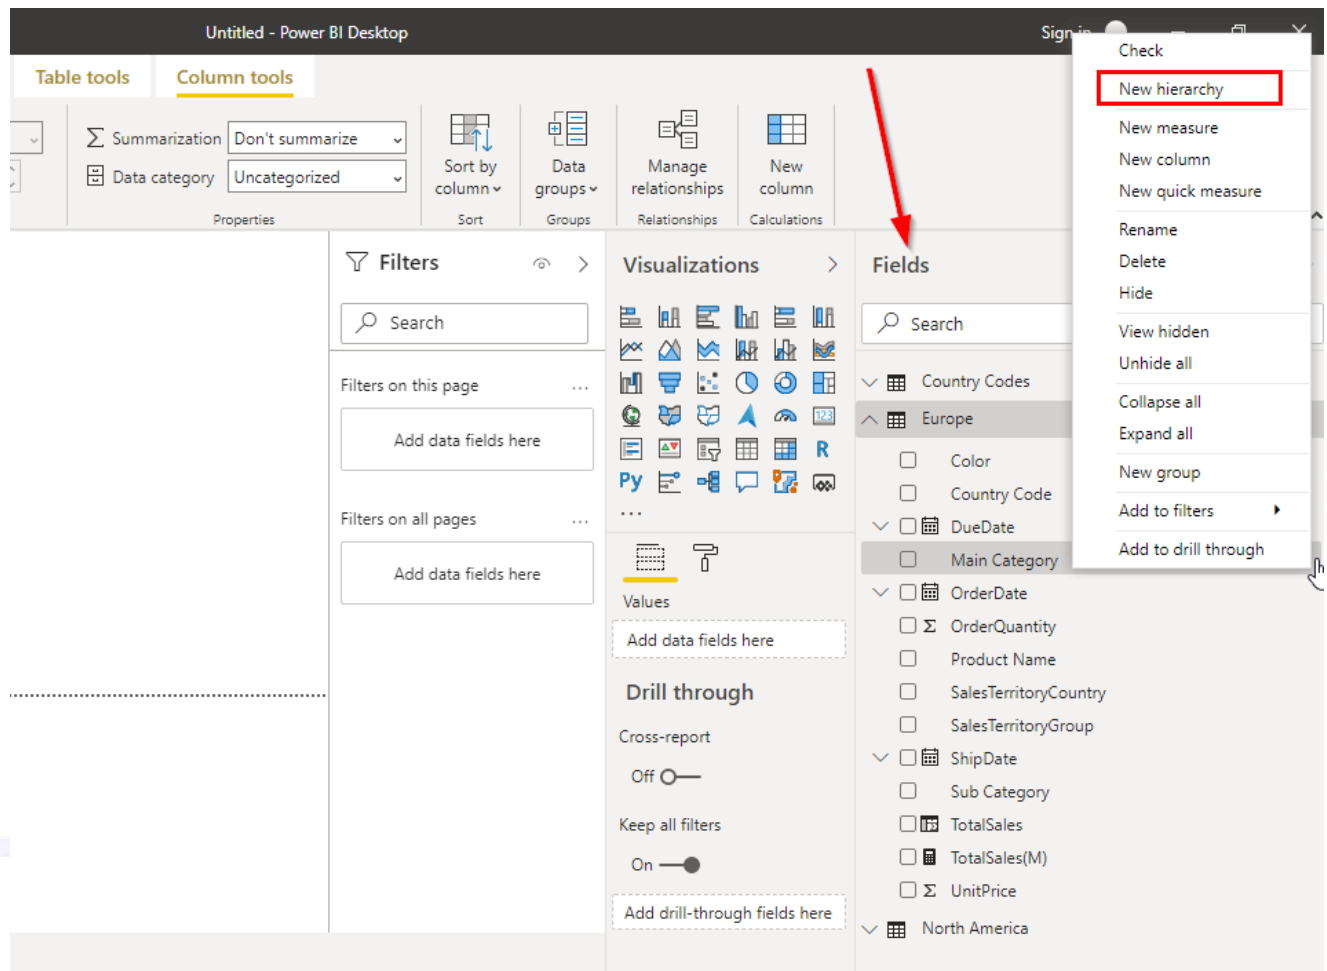 Untitled - Power BI Desktop
Sign in
Table tools
Column tools
Summarization
Don't summarize
Data category
Uncategorized
Properties
Sort by
column
Sort
Data
groups
Groups
Manage
relationships
Relationships
New
column
Calculations
Filters
Search
Filters on this page
...
Add data fields here
Filters on all pages
...
Add data fields here
Visualizations
123
R
Py
...
Values
Add data fields here
Drill through
Cross-report
Off
Keep all filters
On
Add drill-through fields here
Fields
Search
Country Codes
Europe
Color
Country Code
DueDate
Main Category
OrderDate
Σ OrderQuantity
Product Name
SalesTerritoryCountry
SalesTerritoryGroup
ShipDate
Sub Category
TotalSales
TotalSales(M)
Σ UnitPrice
North America
Check
New hierarchy
New measure
New column
New quick measure
Rename
Delete
Hide
View hidden
Unhide all
Collapse all
Expand all
New group
Add to filters
Add to drill through